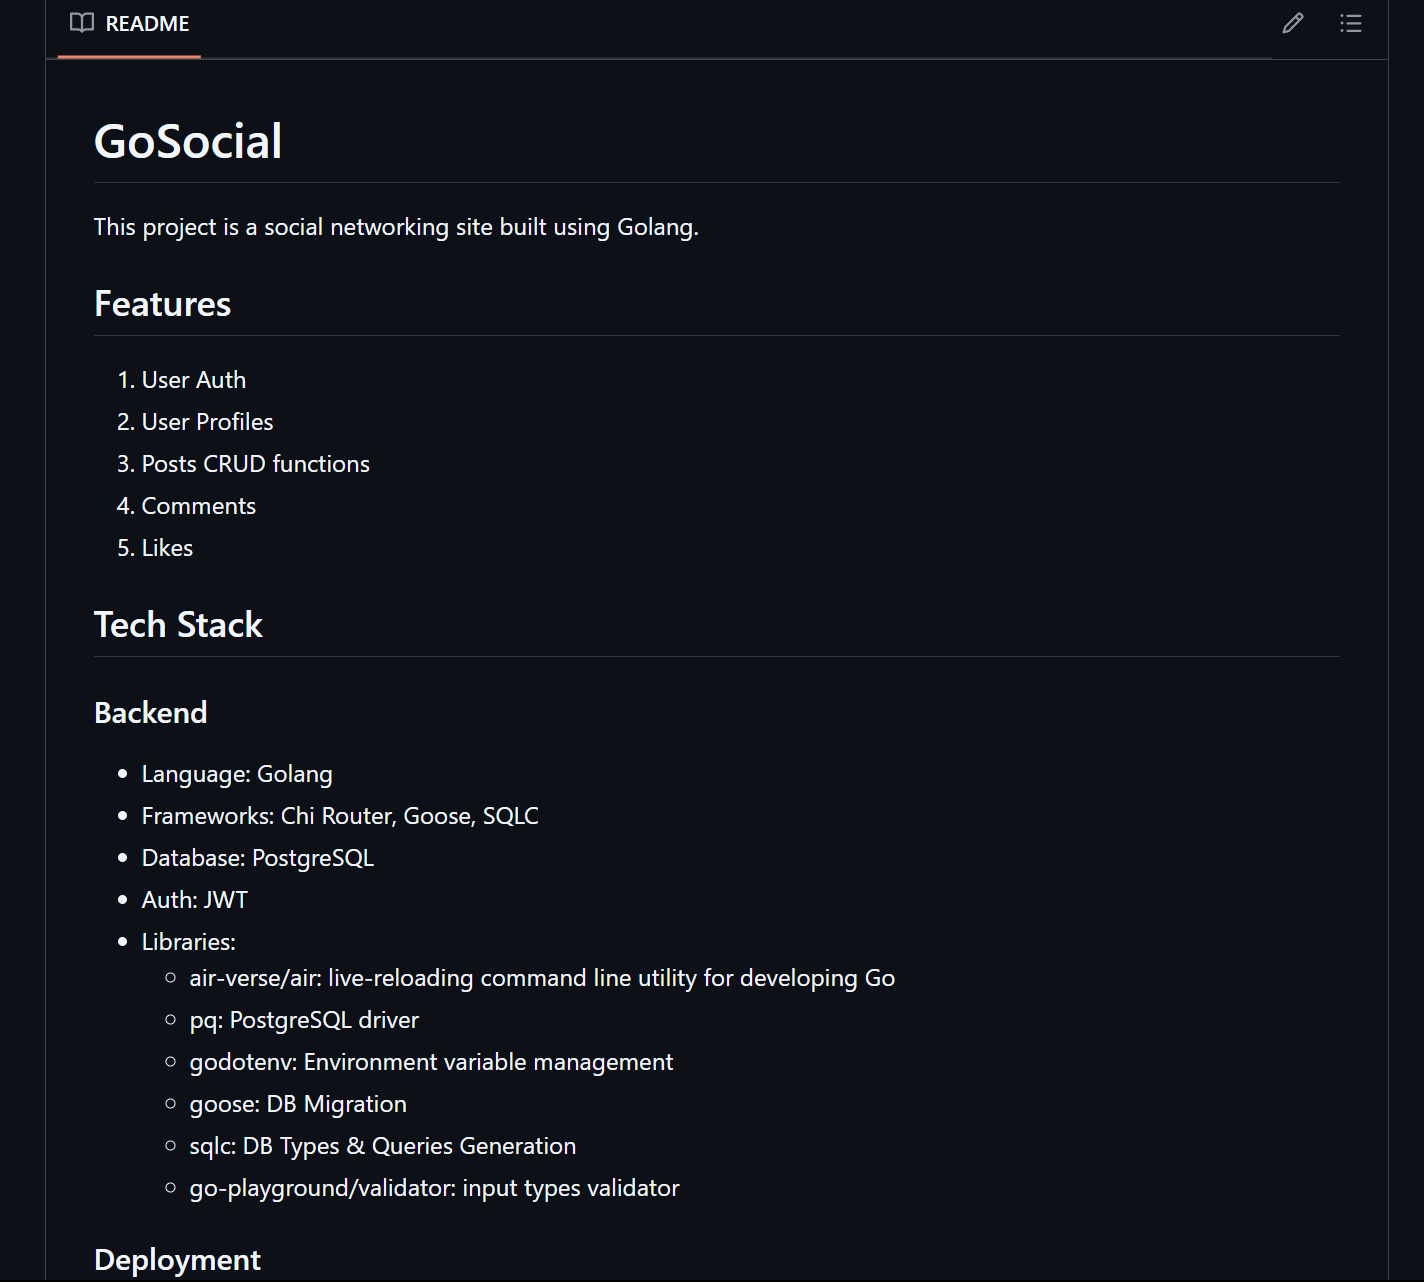 README
GoSocial
This project is a social networking site built using Golang.
Features
1. User Auth
2. User Profiles
3. Posts CRUD functions
4. Comments
5. Likes
Tech Stack
Backend
Language: Golang
Frameworks: Chi Router, Goose, SQLC
Database: PostgreSQL
Auth: JWT
Libraries:
air-verse/air: live-reloading command line utility for developing Go
pq: PostgreSQL driver
godotenv: Environment variable management
goose: DB Migration
sqlc: DB Types & Queries Generation
go-playground/validator: input types validator
Deployment